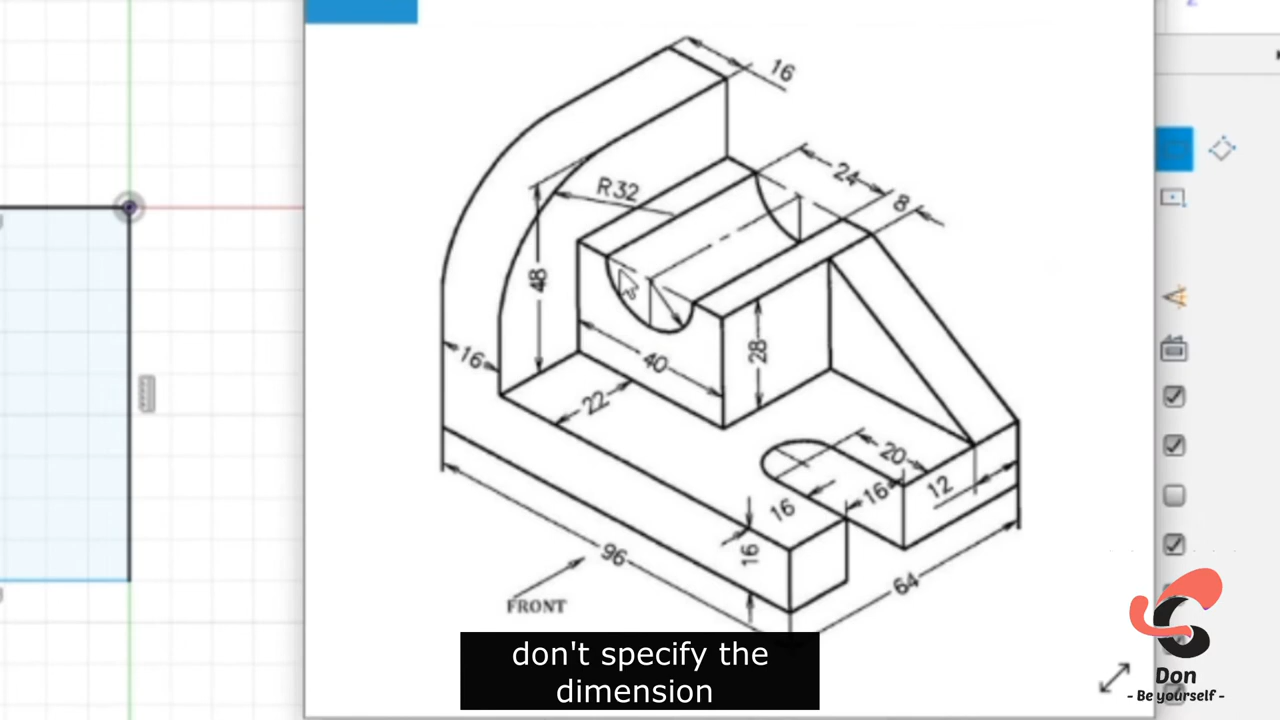 16
24
8
R32
48
16
40
28
22
20
16
12
16
16
96
64
FRONT
don't specify the
dimension
Don
- Be yourself -